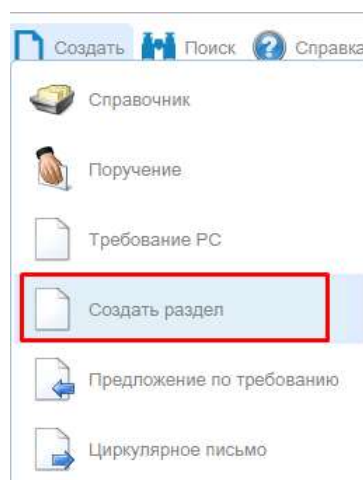 Создать Поиск Справка
Справочник
Поручение
Требование РС
Создать раздел
Предложение по требованию
Циркулярное письмо